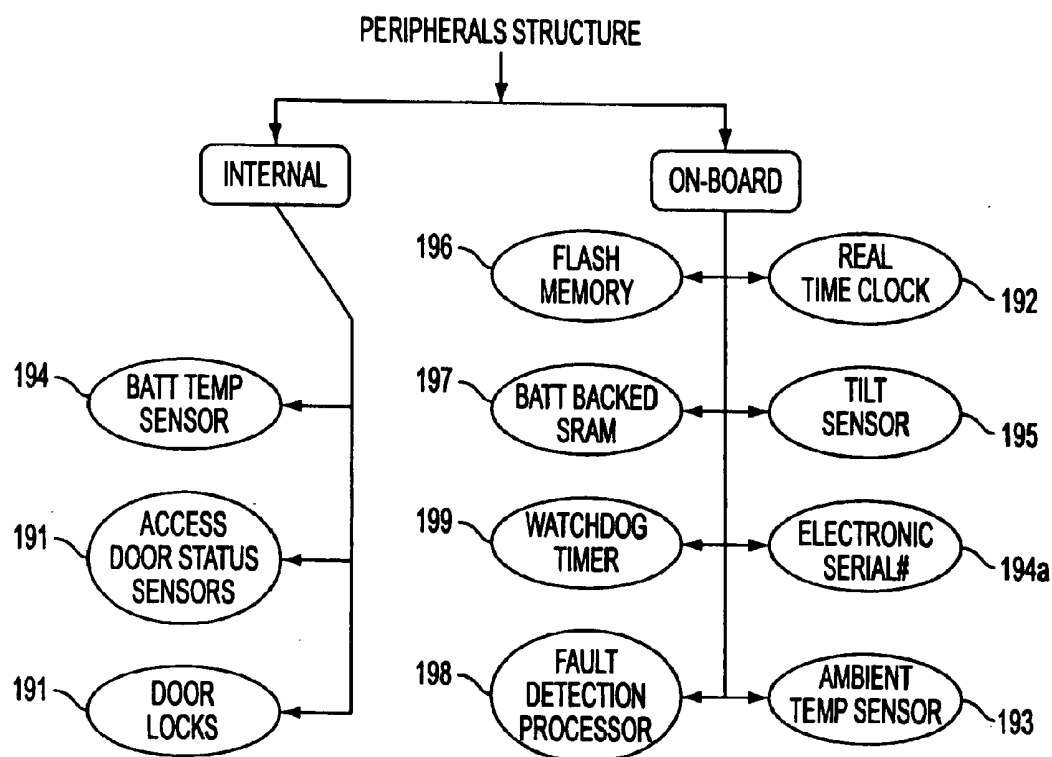 PERIPHERALS STRUCTURE
INTERNAL
ON-BOARD
196
FLASH
MEMORY
REAL
TIME CLOCK
192
194
BATT TEMP
SENSOR
197
BATT BACKED
SRAM
TILT
SENSOR
195
191
ACCESS
DOOR STATUS
SENSORS
199
WATCHDOG
TIMER
ELECTRONIC
SERIAL#
194a
191
DOOR
LOCKS
198
FAULT
DETECTION
PROCESSOR
AMBIENT
TEMP SENSOR
193